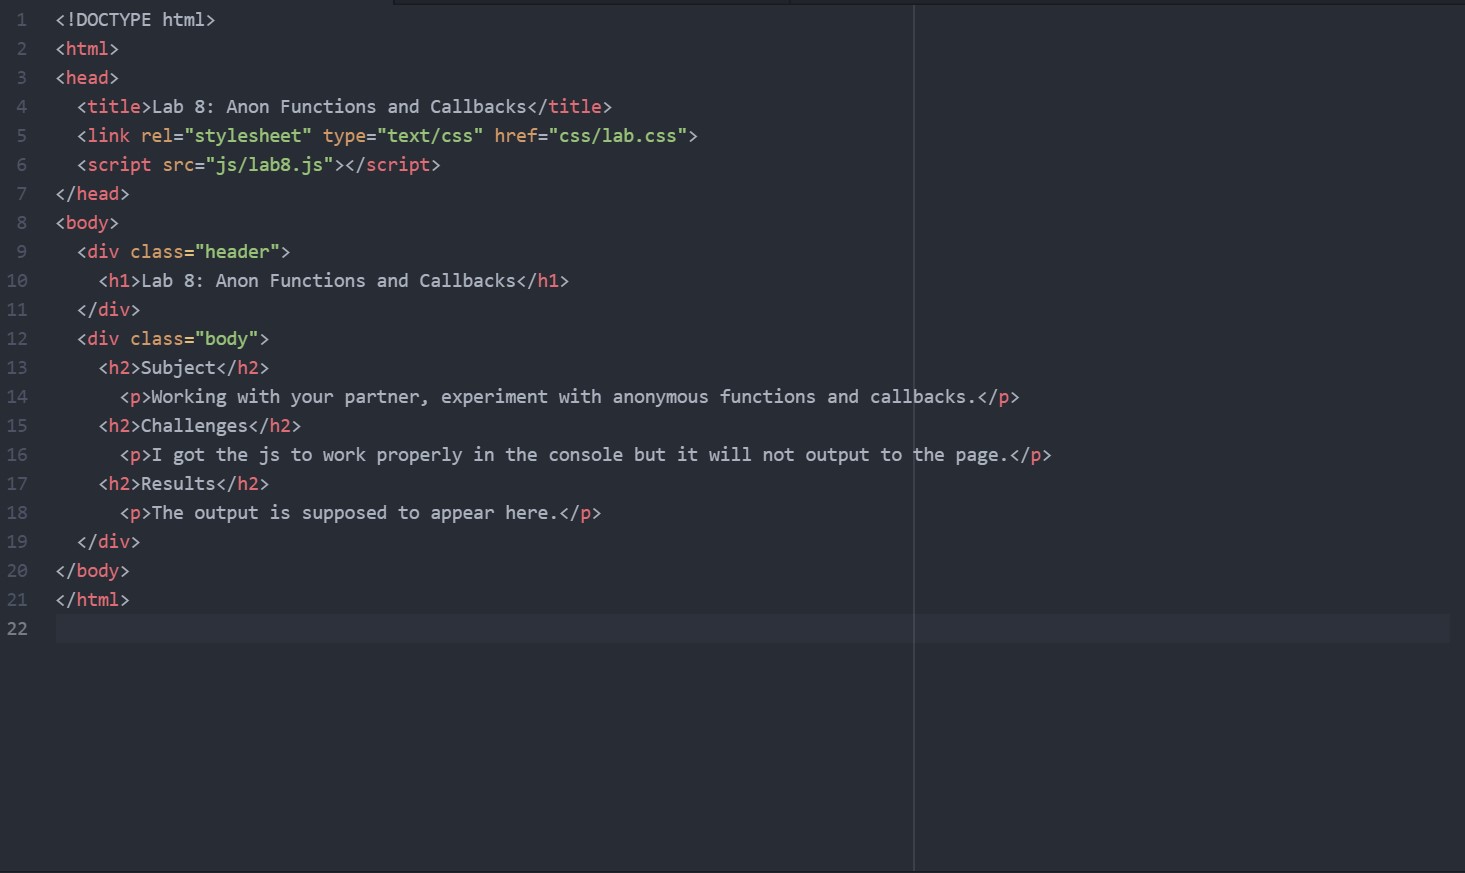 1 <!DOCTYPE html>
2 <html>
3 <head>
4   <title>Lab 8: Anon Functions and Callbacks</title>
5   <link rel="stylesheet" type="text/css" href="css/lab.css">
6   <script src="js/lab8.js"></script>
7 </head>
8 <body>
9   <div class="header">
10     <h1>Lab 8: Anon Functions and Callbacks</h1>
11   </div>
12   <div class="body">
13     <h2>Subject</h2>
14       <p>Working with your partner, experiment with anonymous functions and callbacks.</p>
15     <h2>Challenges</h2>
16       <p>I got the js to work properly in the console but it will not output to the page.</p>
17     <h2>Results</h2>
18       <p>The output is supposed to appear here.</p>
19   </div>
20 </body>
21 </html>
22